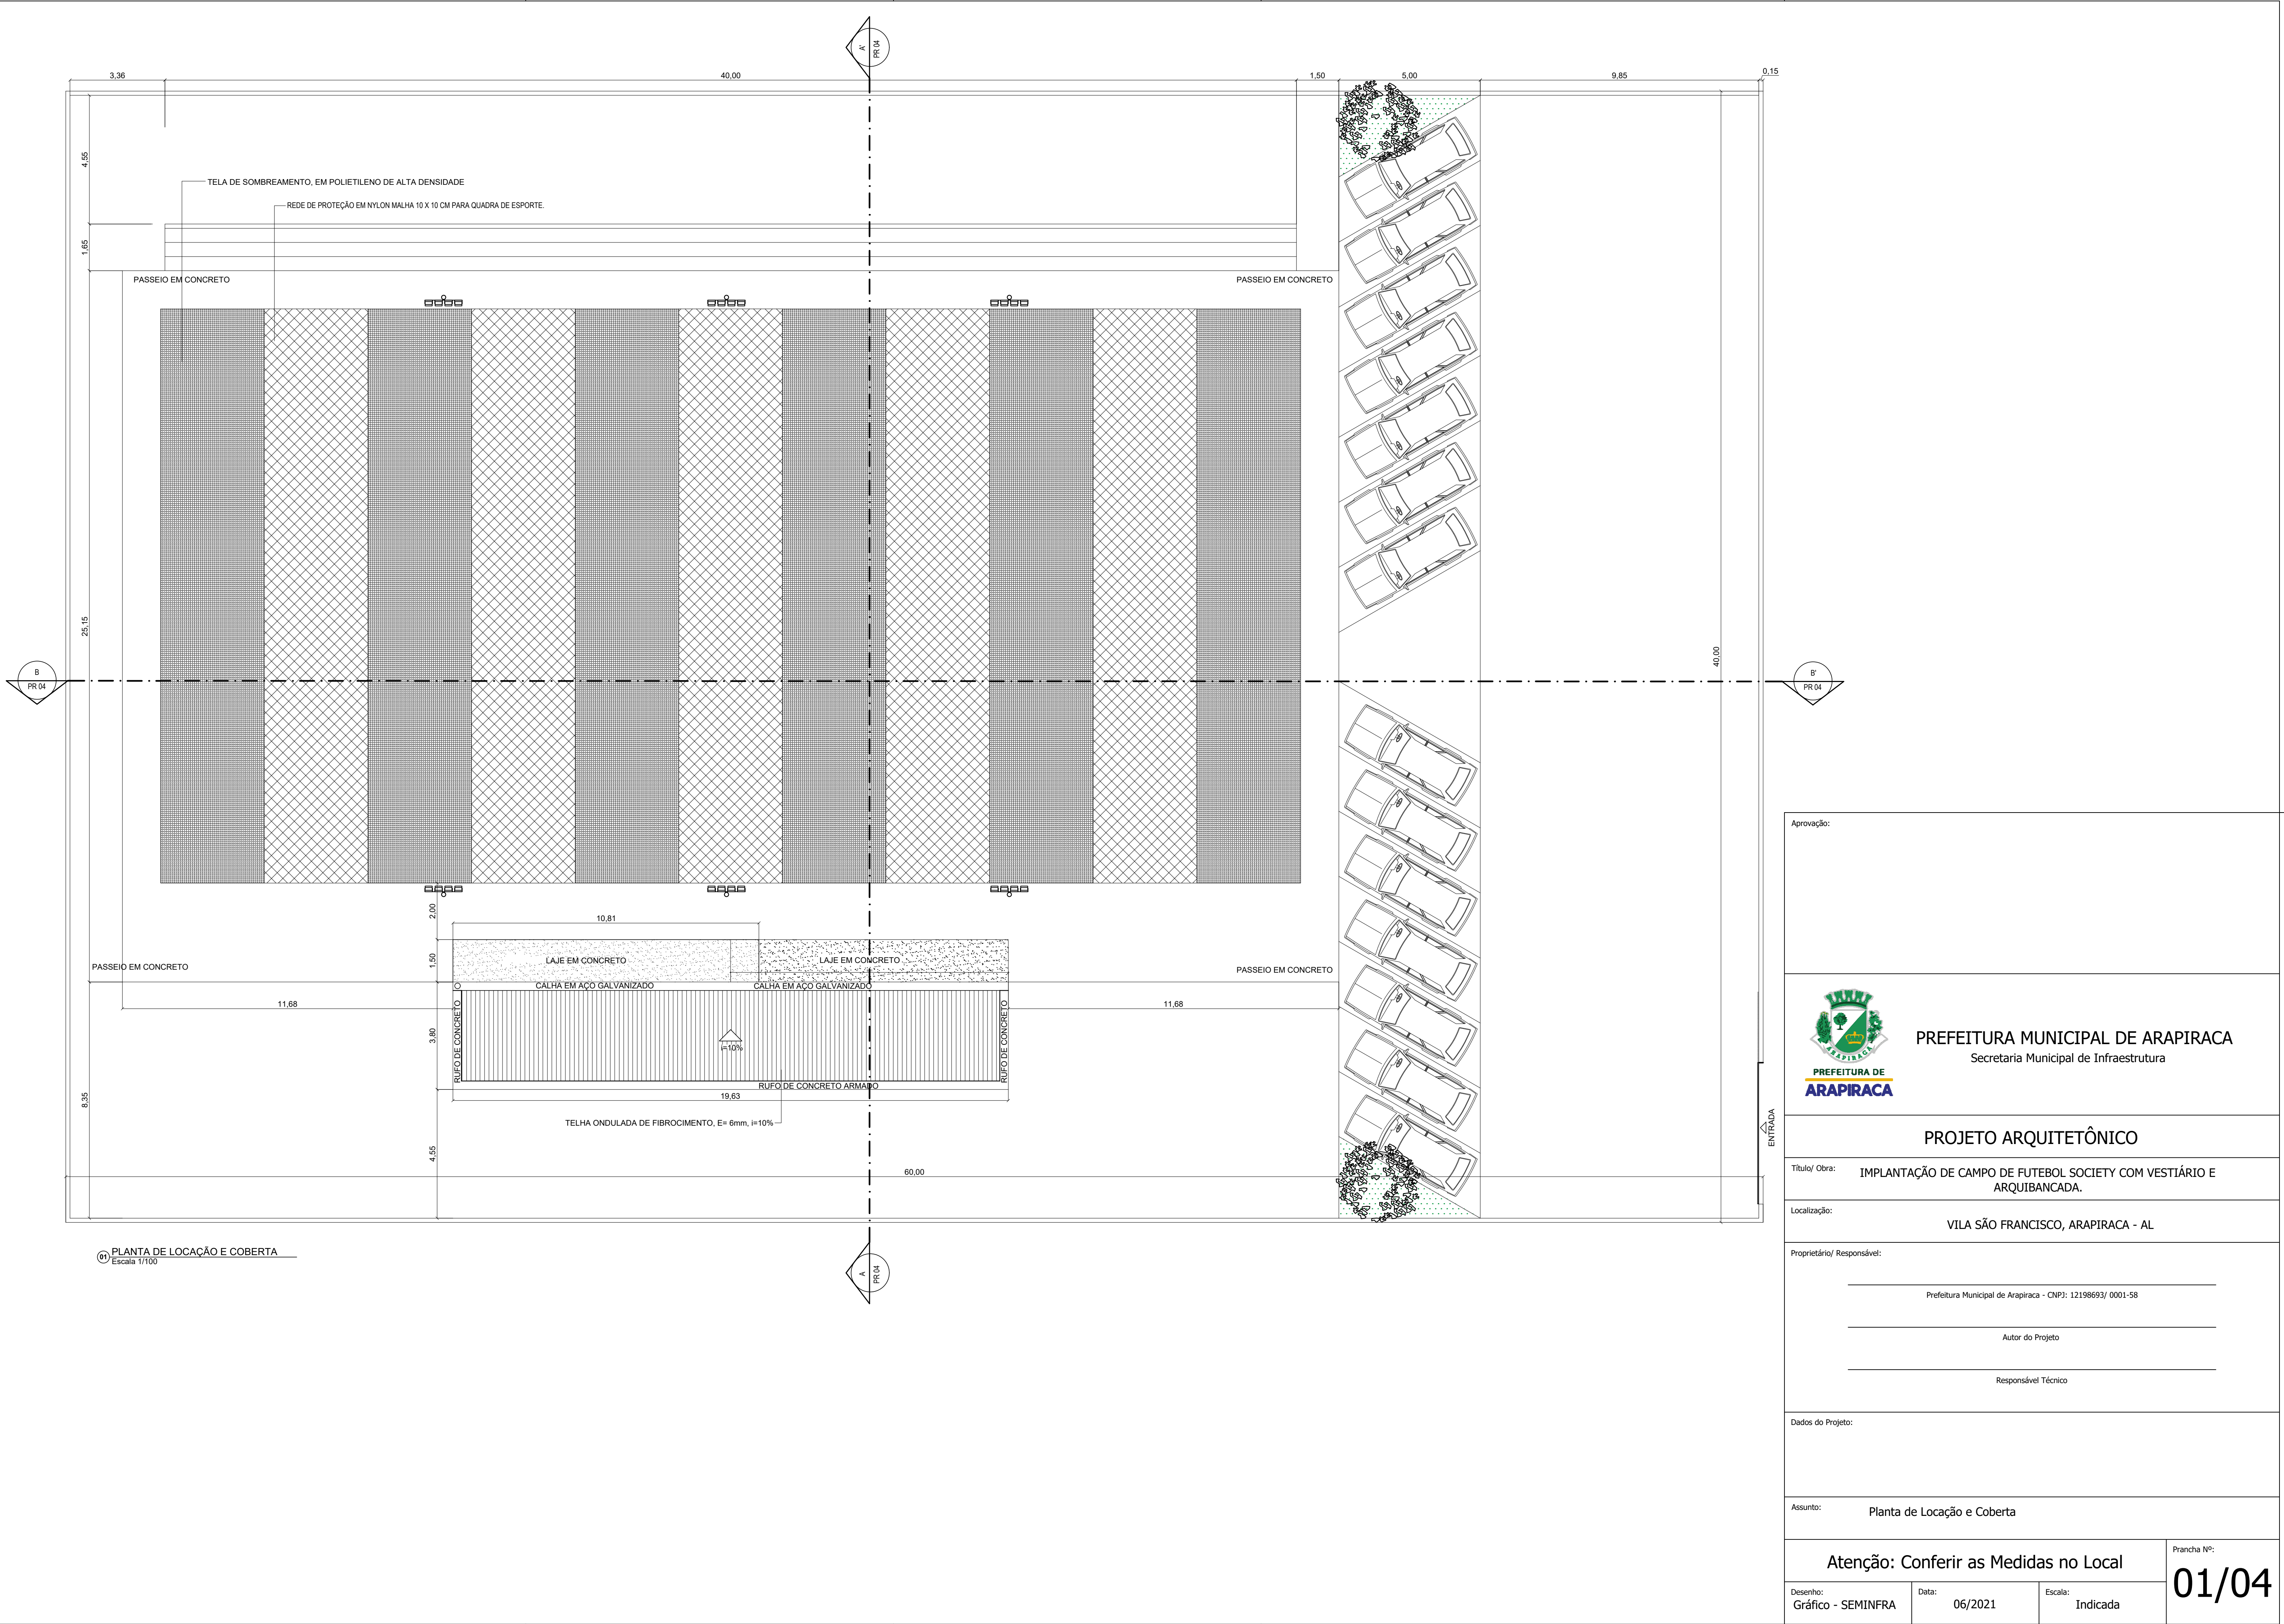 A'
PR 04
3,36
40,00
1,50
5,00
9,85
0,15
4,55
TELA DE SOMBREAMENTO, EM POLIETILENO DE ALTA DENSIDADE
REDE DE PROTEÇÃO EM NYLON MALHA 10 X 10 CM PARA QUADRA DE ESPORTE.
1,65
PASSEIO EM CONCRETO
PASSEIO EM CONCRETO
25,15
40,00
B
PR 04
B'
PR 04
2,00
10,81
1,50
LAJE EM CONCRETO
LAJE EM CONCRETO
PASSEIO EM CONCRETO
PASSEIO EM CONCRETO
CALHA EM AÇO GALVANIZADO
CALHA EM AÇO GALVANIZADO
11,68
11,68
RUFO DE CONCRETO
RUFO DE CONCRETO
3,80
i=10%
RUFO DE CONCRETO ARMADO
19,63
8,35
TELHA ONDULADA DE FIBROCIMENTO, E= 6mm, i=10%
ENTRADA
4,55
60,00
01
PLANTA DE LOCAÇÃO E COBERTA
Escala 1/100
A
PR 04
Aprovação:
ARAPIRACA
PREFEITURA DE
ARAPIRACA
PREFEITURA MUNICIPAL DE ARAPIRACA
Secretaria Municipal de Infraestrutura
PROJETO ARQUITETÔNICO
Título/ Obra:
IMPLANTAÇÃO DE CAMPO DE FUTEBOL SOCIETY COM VESTIÁRIO E
ARQUIBANCADA.
Localização:
VILA SÃO FRANCISCO, ARAPIRACA - AL
Proprietário/ Responsável:
Prefeitura Municipal de Arapiraca - CNPJ: 12198693/ 0001-58
Autor do Projeto
Responsável Técnico
Dados do Projeto:
Assunto:
Planta de Locação e Coberta
Atenção: Conferir as Medidas no Local
Prancha Nº:
01/04
Desenho:
Gráfico - SEMINFRA
Data:
06/2021
Escala:
Indicada